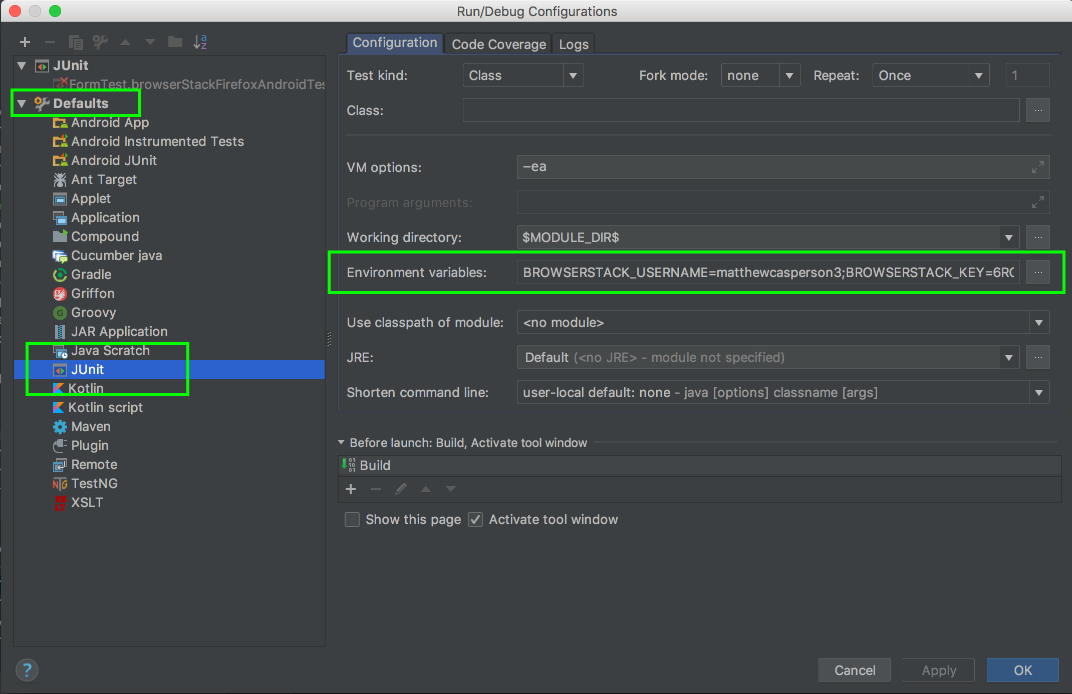 Run/Debug Configurations
JUnit
FormTest.browserStackFirefoxAndroidTes
Defaults
Android App
Android Instrumented Tests
Android JUnit
Ant Target
Applet
Application
Compound
Cucumber java
Gradle
Griffon
Groovy
JAR Application
Java Scratch
JUnit
Kotlin
Kotlin script
Maven
Plugin
Remote
TestNG
XSLT
Configuration Code Coverage Logs
Test kind: Class Fork mode: none Repeat: Once 1
Class:
VM options: -ea
Program arguments:
Working directory: $MODULE_DIR$
Environment variables: BROWSERSTACK_USERNAME=matthewcasperson3;BROWSERSTACK_KEY=6R
Use classpath of module: <no module>
JRE: Default (<no JRE> - module not specified)
Shorten command line: user-local default: none - java [options] classname [args]
Before launch: Build, Activate tool window
Build
Show this page Activate tool window
? Cancel Apply OK